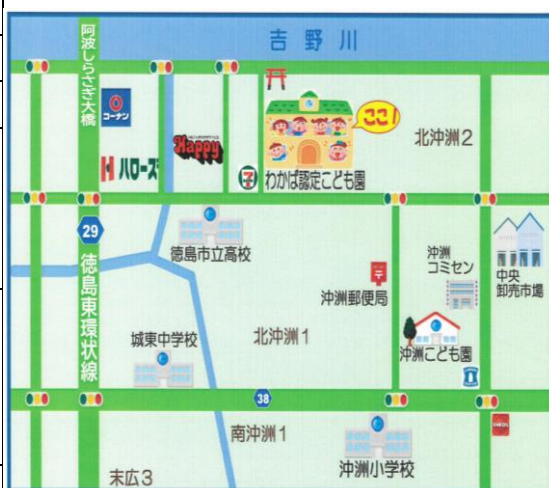 吉野川
阿波しらさぎ大橋
コーナン
ハローズ
Happy
7
わかば認定こども園
ここ!
北沖洲2
29
徳島東環状線
徳島市立高校
沖洲郵便局
沖洲
コミセン
中央
卸売市場
城東中学校
北沖洲1
沖洲こども園
38
南沖洲1
沖洲小学校
ENEOS
末広3